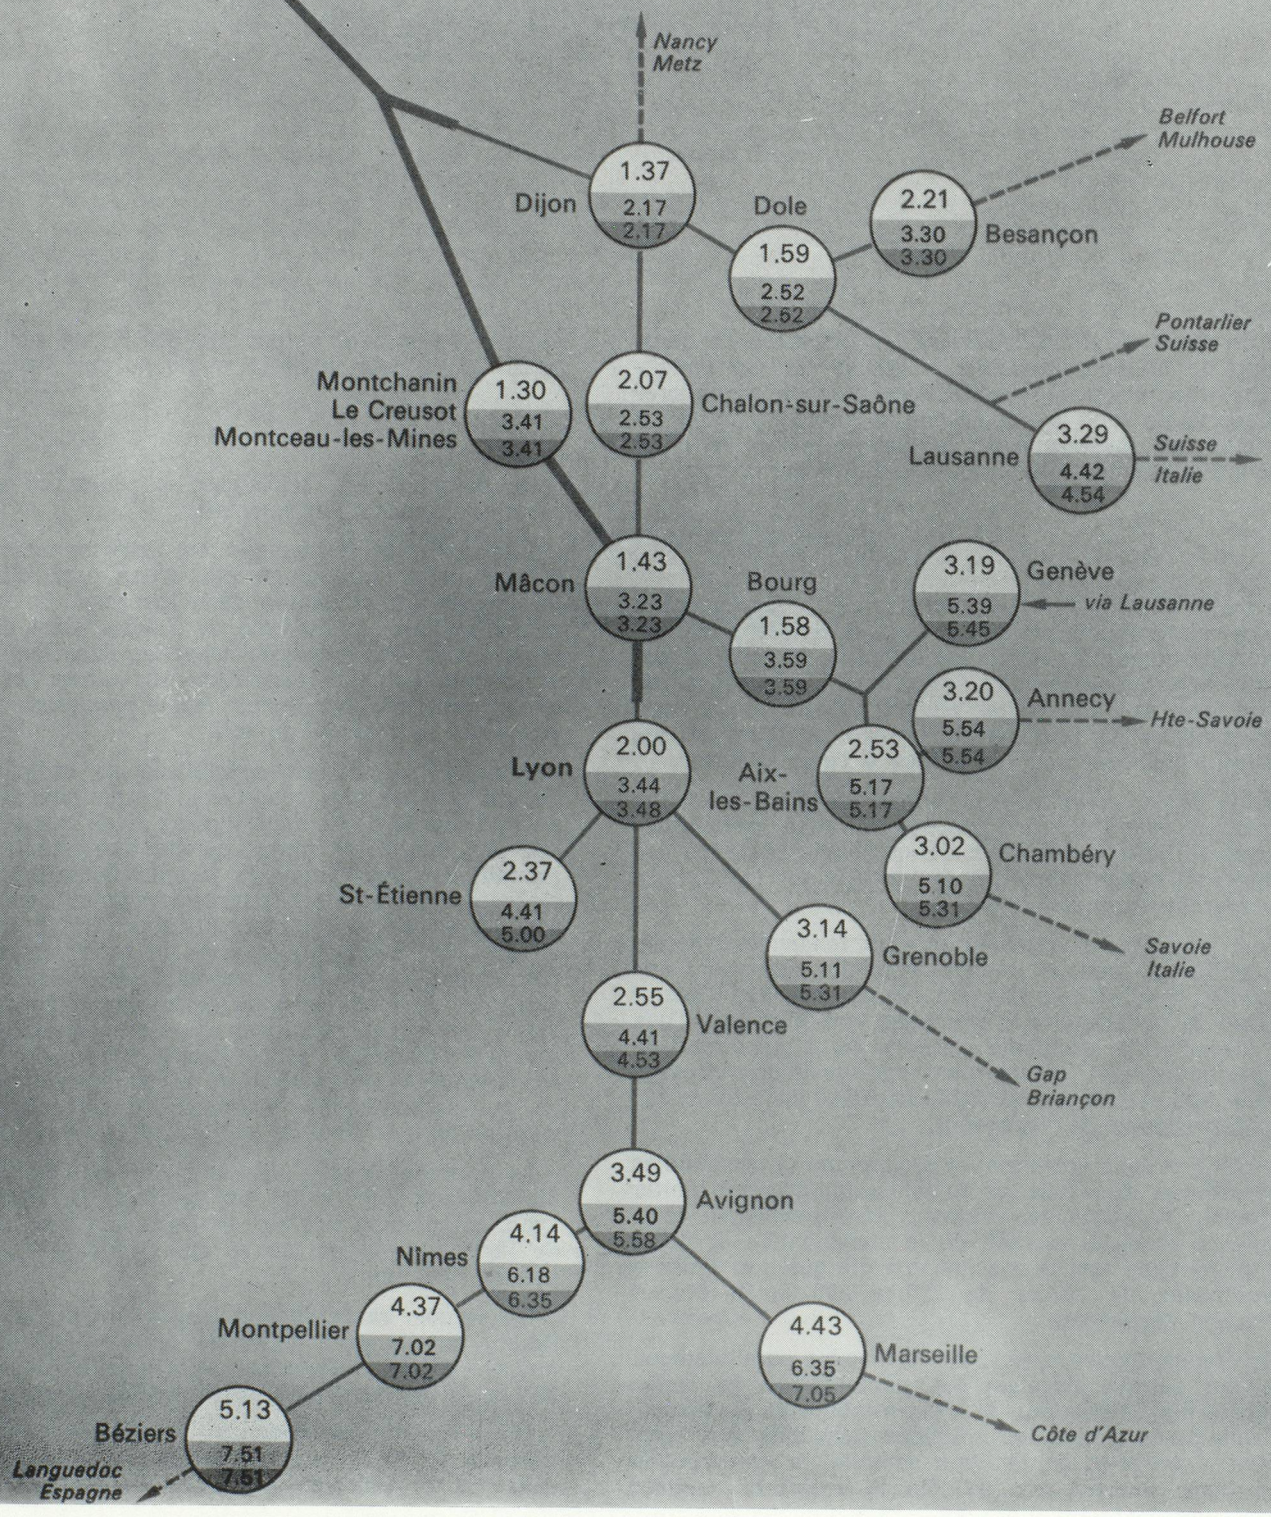 Nancy
Metz
Belfort
Mulhouse
Dijon
1.37
2.17
2.17
Dole
1.59
2.52
2.52
2.21
3.30
3.30
Besançon
Pontarlier
Suisse
Montchanin
Le Creusot
Montceau-les-Mines
1.30
3.41
3.41
2.07
2.53
2.53
Chalon-sur-Saône
Lausanne
3.29
4.42
4.54
Suisse
Italie
Mâcon
1.43
3.23
3.23
Bourg
1.58
3.59
3.59
3.19
5.39
5.45
Genève
via Lausanne
3.20
5.54
5.54
Annecy
Hte-Savoie
Lyon
2.00
3.44
3.48
Aix-
les-Bains
2.53
5.17
5.17
3.02
5.10
5.31
Chambéry
Savoie
Italie
St-Étienne
2.37
4.41
5.00
3.14
5.11
5.31
Grenoble
Gap
Briançon
2.55
4.41
4.53
Valence
3.49
5.40
5.58
Avignon
Nîmes
4.14
6.18
6.35
Montpellier
4.37
7.02
7.02
4.43
6.35
7.05
Marseille
Côte d'Azur
Béziers
5.13
7.51
7.51
Languedoc
Espagne